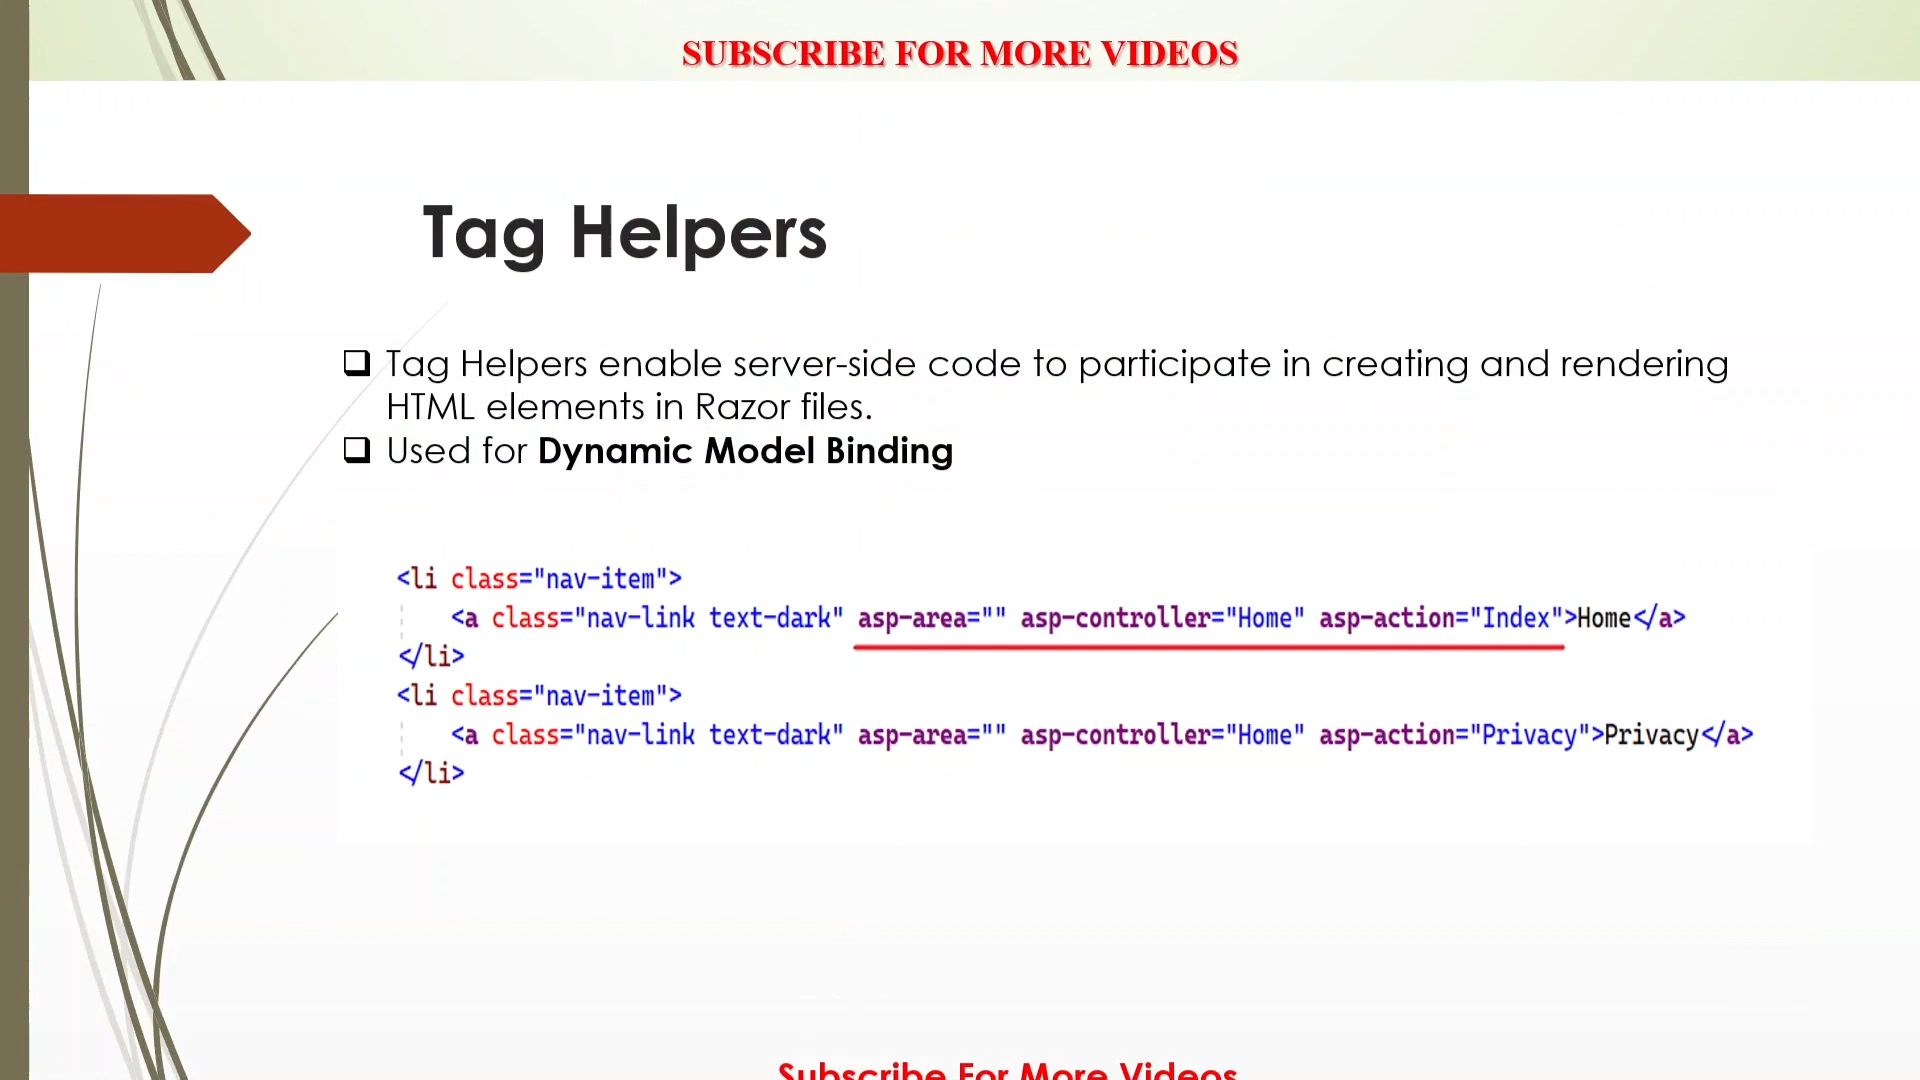 SUBSCRIBE FOR MORE VIDEOS
Tag Helpers
❑ Tag Helpers enable server-side code to participate in creating and rendering
HTML elements in Razor files.
❑ Used for Dynamic Model Binding
<li class="nav-item">
<a class="nav-link text-dark" asp-area="" asp-controller="Home" asp-action="Index">Home</a>
</li>
<li class="nav-item">
<a class="nav-link text-dark" asp-area="" asp-controller="Home" asp-action="Privacy">Privacy</a>
</li>
Subscribe For More Videos